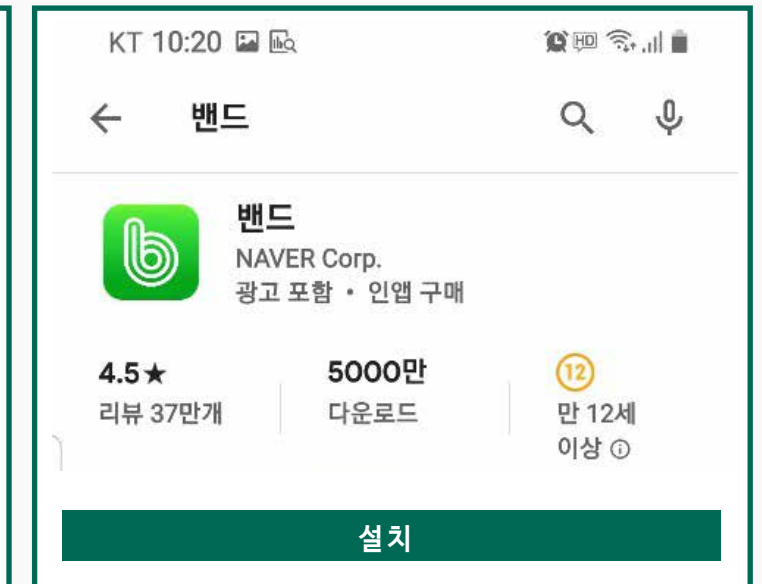 KT 10:20
HD
밴드
밴드
NAVER Corp.
광고 포함 • 인앱 구매
4.5★
리뷰 37만개
5000만
다운로드
12
만 12세
이상
설치